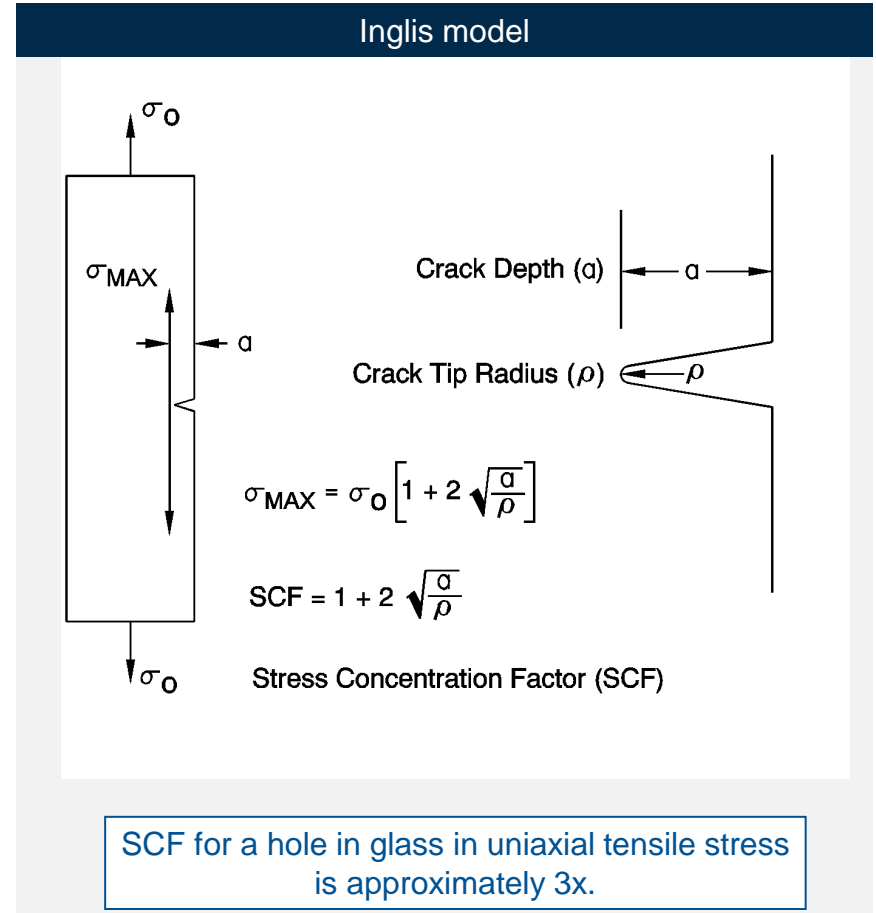 Inglis model
σO
σMAX
a
Crack Depth (a)
a
Crack Tip Radius (ρ)
ρ
σMAX = σO [1 + 2 √(a/ρ)]
SCF = 1 + 2 √(a/ρ)
σO
Stress Concentration Factor (SCF)
SCF for a hole in glass in uniaxial tensile stress
is approximately 3x.